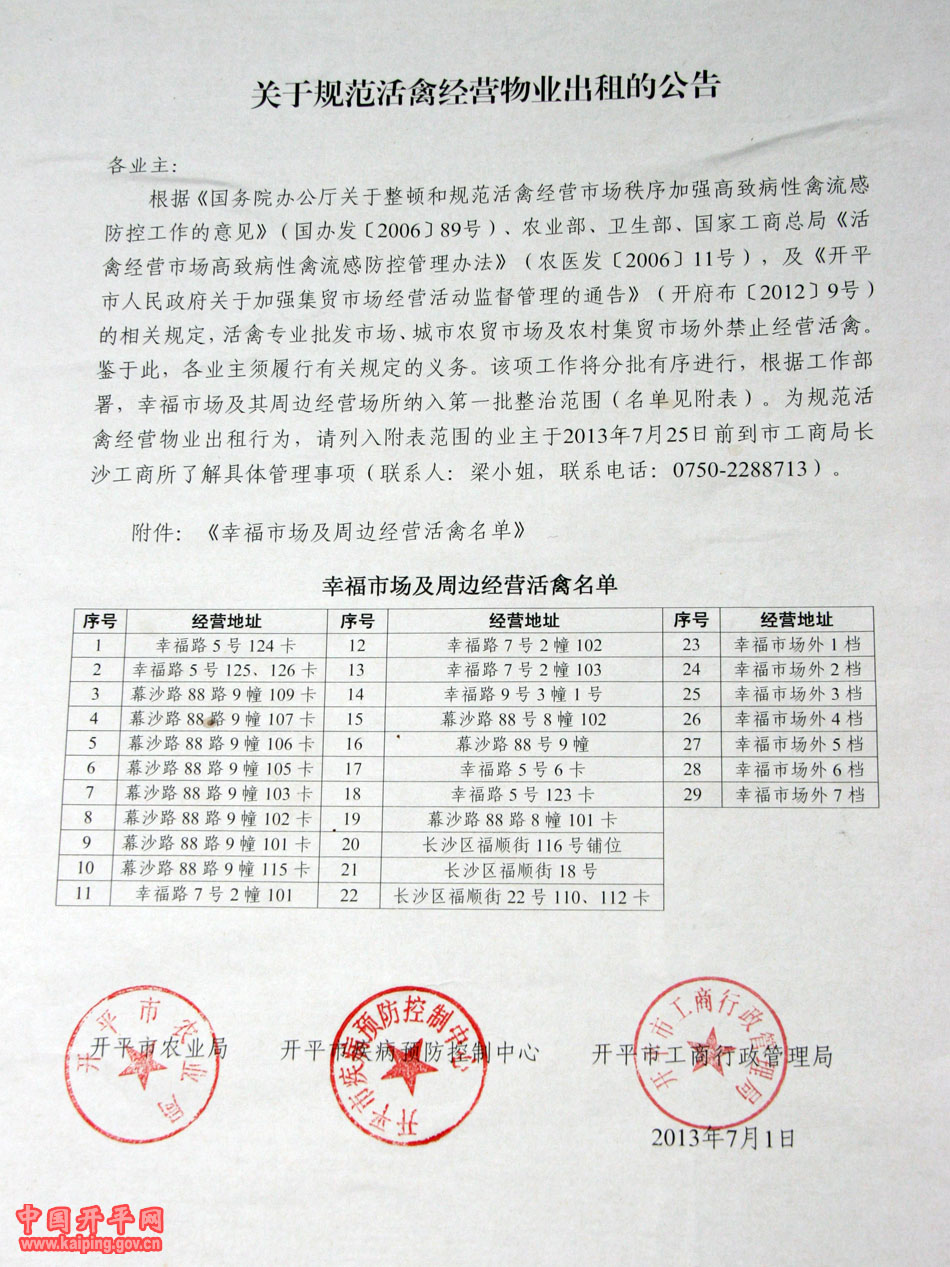 关于规范活禽经营物业出租的公告
各业主：
根据《国务院办公厅关于整顿和规范活禽经营市场秩序加强高致病性禽流感
防控工作的意见》（国办发〔2006〕89号）、农业部、卫生部、国家工商总局《活
禽经营市场高致病性禽流感防控管理办法》（农医发〔2006〕11号），及《开平
市人民政府关于加强集贸市场经营活动监督管理的通告》（开府布〔2012〕9号）
的相关规定，活禽专业批发市场、城市农贸市场及农村集贸市场外禁止经营活禽。
鉴于此，各业主须履行有关规定的义务。该项工作将分批有序进行，根据工作部
署，幸福市场及其周边经营场所纳入第一批整治范围（名单见附表）。为规范活
禽经营物业出租行为，请列入附表范围的业主于2013年7月25日前到市工商局长
沙工商所了解具体管理事项（联系人：梁小姐，联系电话：0750-2288713）。
附件：《幸福市场及周边经营活禽名单》
幸福市场及周边经营活禽名单
序号 经营地址 序号 经营地址 序号 经营地址
1 幸福路5号124卡 12 幸福路7号2幢102 23 幸福市场外1档
2 幸福路5号125、126卡 13 幸福路7号2幢103 24 幸福市场外2档
3 幕沙路88路9幢109卡 14 幸福路9号3幢1号 25 幸福市场外3档
4 幕沙路88路9幢107卡 15 幕沙路88号8幢102 26 幸福市场外4档
5 幕沙路88路9幢106卡 16 幕沙路88号9幢 27 幸福市场外5档
6 幕沙路88路9幢105卡 17 幸福路5号6卡 28 幸福市场外6档
7 幕沙路88路9幢103卡 18 幸福路5号123卡 29 幸福市场外7档
8 幕沙路88路9幢102卡 19 幕沙路88路8幢101卡
9 幕沙路88路9幢101卡 20 长沙区福顺街116号铺位
10 幕沙路88路9幢115卡 21 长沙区福顺街18号
11 幸福路7号2幢101 22 长沙区福顺街22号110、112卡
开平市农业局 开平市疾病预防控制中心 开平市工商行政管理局
开平市农业局
开平市疾病预防控制中心
开平市工商行政管理局
2013年7月1日
中国开平网
www.kaiping.gov.cn